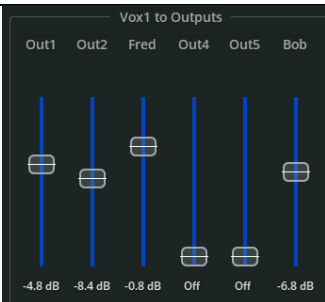 Vox1 to Outputs
Out1 Out2 Fred Out4 Out5 Bob
-4.8 dB -8.4 dB -0.8 dB Off Off -6.8 dB